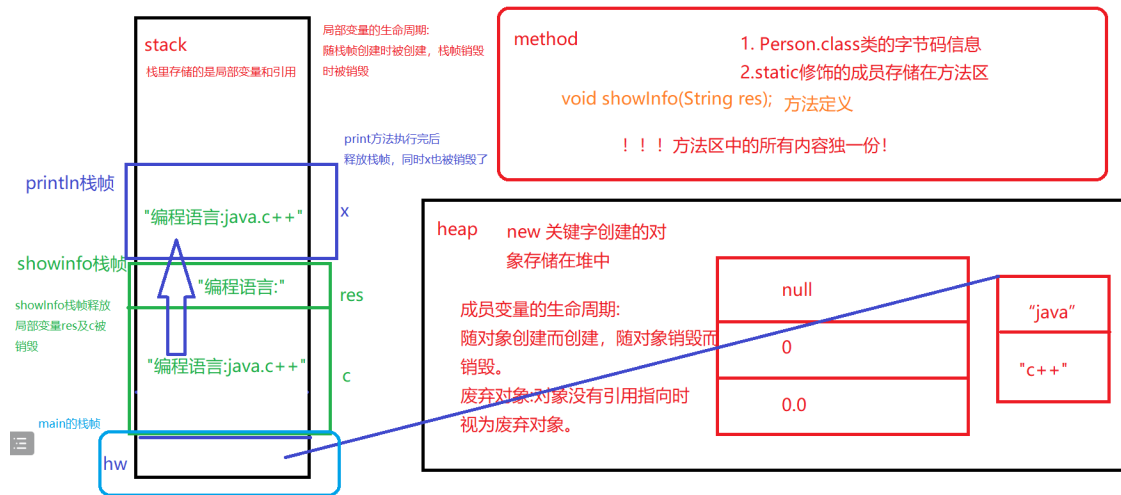 stack
栈里存储的是局部变量和引用
局部变量的生命周期:
随栈帧创建时被创建，栈帧销毁
时被销毁
print方法执行完后
释放栈帧，同时x也被销毁了
println栈帧
"编程语言:java.c++"
x
showinfo栈帧
"编程语言:"
res
showInfo栈帧释放
局部变量res及c被
销毁
"编程语言:java.c++"
c
main的栈帧
hw
method
1. Person.class类的字节码信息
2.static修饰的成员存储在方法区
void showInfo(String res);
方法定义
！！！方法区中的所有内容独一份！
heap
new 关键字创建的对
象存储在堆中
成员变量的生命周期:
随对象创建而创建，随对象销毁而
销毁。
废弃对象:对象没有引用指向时
视为废弃对象。
null
0
0.0
“java”
"c++"